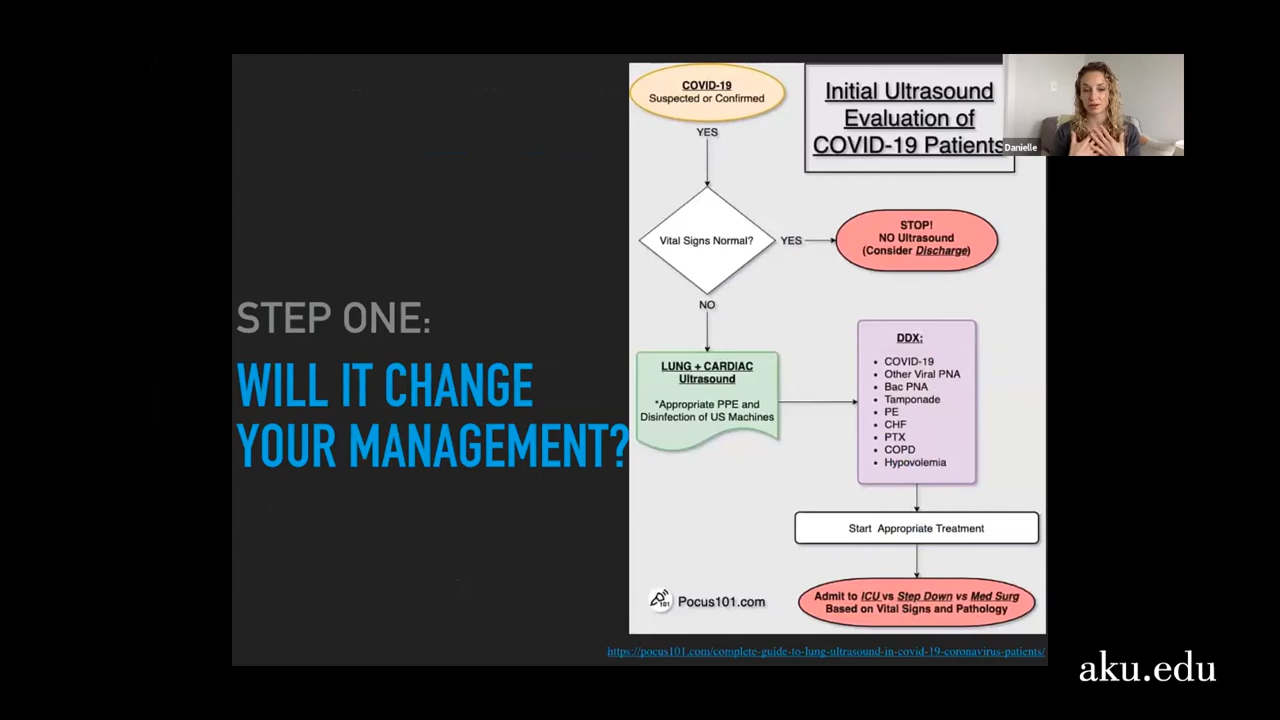 STEP ONE:
WILL IT CHANGE
YOUR MANAGEMENT?
Initial Ultrasound
Evaluation of
COVID-19 Patients
COVID-19
Suspected or Confirmed
YES
Vital Signs Normal?
YES
STOP!
NO Ultrasound
(Consider Discharge)
NO
LUNG + CARDIAC
Ultrasound
*Appropriate PPE and
Disinfection of US Machines
DDX:
• COVID-19
• Other Viral PNA
• Bac PNA
• Tamponade
• PE
• CHF
• PTX
• COPD
• Hypovolemia
Start Appropriate Treatment
Admit to ICU vs Step Down vs Med Surg
Based on Vital Signs and Pathology
101
Pocus101.com
https://pocus101.com/complete-guide-to-lung-ultrasound-in-covid-19-coronavirus-patients/
Danielle
aku.edu